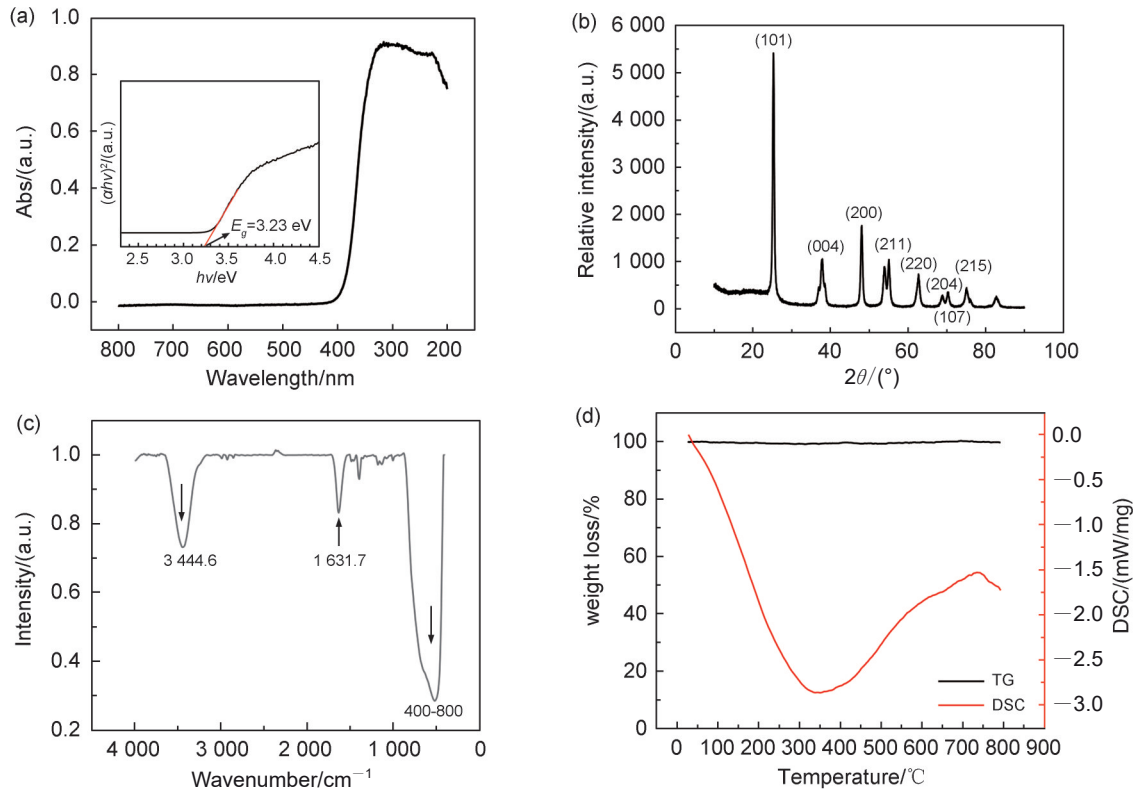 (a)
1.0
0.8
0.6
0.4
0.2
0.0
Abs/(a.u.)
(αhν)²/(a.u.)
E_g=3.23 eV
2.5 3.0 3.5 4.0 4.5
hν/eV
800 700 600 500 400 300 200
Wavelength/nm
(b)
6 000
5 000
4 000
3 000
2 000
1 000
0
Relative intensity/(a.u.)
(101)
(004)
(200)
(211)
(220)
(204)
(107)
(215)
0 20 40 60 80 100
2θ/(°)
(c)
1.0
0.8
0.6
0.4
0.2
Intensity/(a.u.)
3 444.6
1 631.7
400-800
4 000 3 000 2 000 1 000 0
Wavenumber/cm⁻¹
(d)
100
80
60
40
20
0
weight loss/%
0.0
−0.5
−1.0
−1.5
−2.0
−2.5
−3.0
DSC/(mW/mg)
TG
DSC
0 100 200 300 400 500 600 700 800 900
Temperature/℃